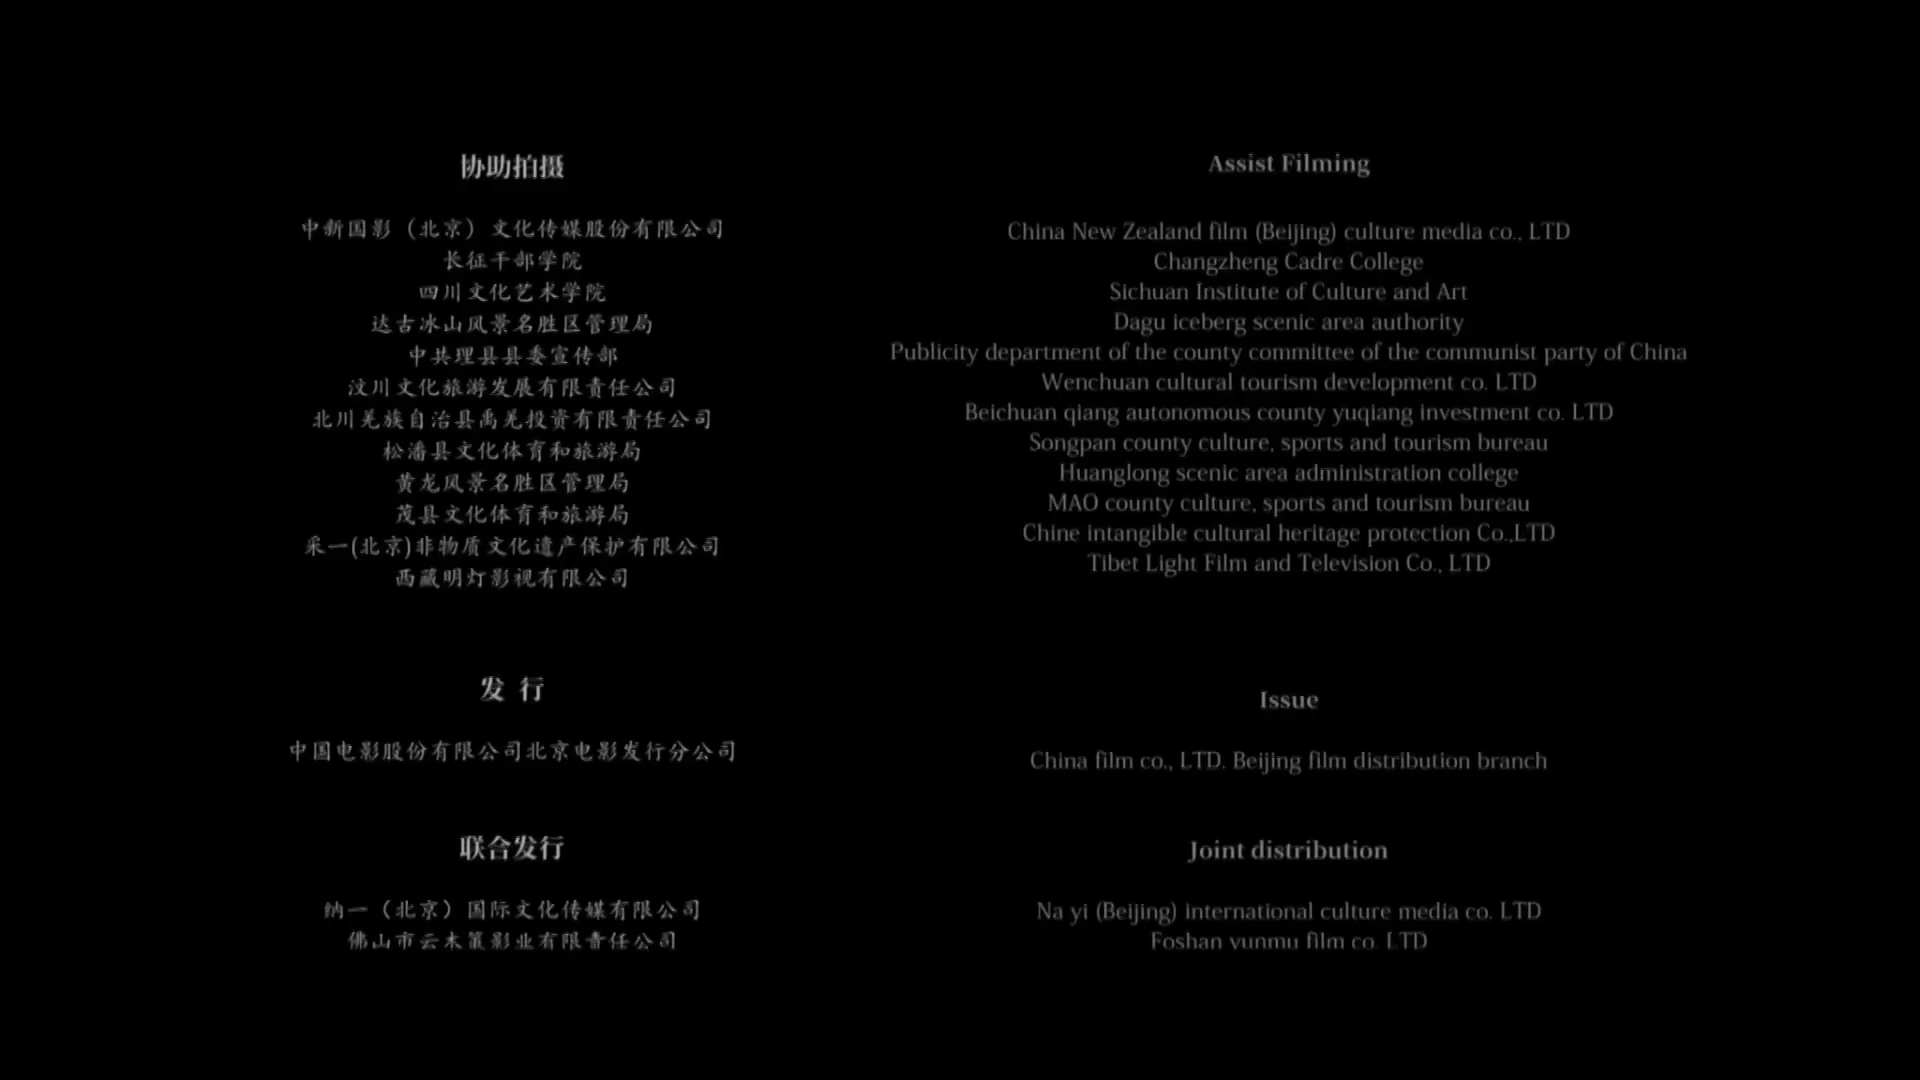 协助拍摄
中新国影（北京）文化传媒股份有限公司
长征干部学院
四川文化艺术学院
达古冰山风景名胜区管理局
中共理县县委宣传部
汶川文化旅游发展有限责任公司
北川羌族自治县禹羌投资有限责任公司
松潘县文化体育和旅游局
黄龙风景名胜区管理局
茂县文化体育和旅游局
采一(北京)非物质文化遗产保护有限公司
西藏明灯影视有限公司
发 行
中国电影股份有限公司北京电影发行分公司
联合发行
纳一（北京）国际文化传媒有限公司
佛山市云木策影业有限责任公司
Assist Filming
China New Zealand film (Beijing) culture media co., LTD
Changzheng Cadre College
Sichuan Institute of Culture and Art
Dagu iceberg scenic area authority
Publicity department of the county committee of the communist party of China
Wenchuan cultural tourism development co. LTD
Beichuan qiang autonomous county yuqiang investment co. LTD
Songpan county culture, sports and tourism bureau
Huanglong scenic area administration college
MAO county culture, sports and tourism bureau
Chine intangible cultural heritage protection Co.,LTD
Tibet Light Film and Television Co., LTD
Issue
China film co., LTD. Beijing film distribution branch
Joint distribution
Na yi (Beijing) international culture media co. LTD
Foshan yunmu film co. LTD